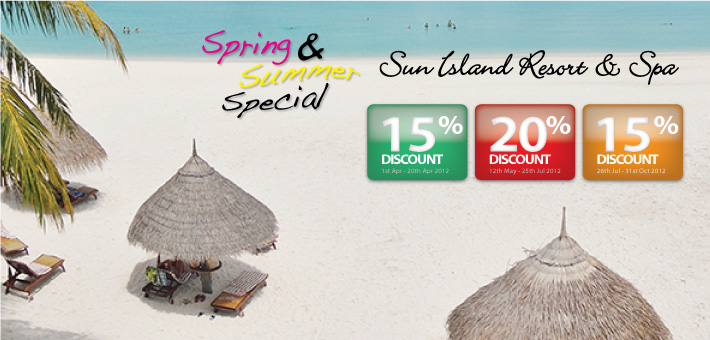 Spring &
Summer
Special
Sun Island Resort & Spa
15%
DISCOUNT
1st Apr - 20th Apr 2012
20%
DISCOUNT
12th May - 25th Jul 2012
15%
DISCOUNT
26th Jul - 31st Oct 2012